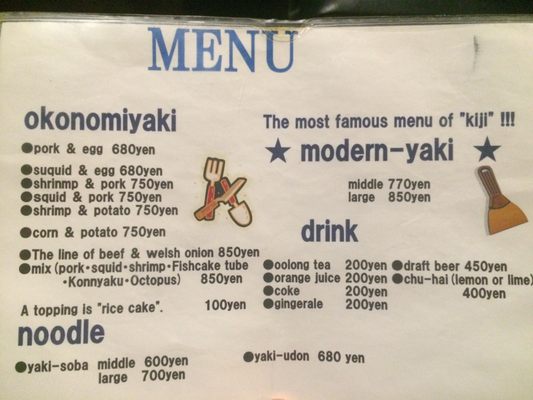 MENU
okonomiyaki
●pork & egg 680yen
●suquid & egg 680yen
●shrinmp & pork 750yen
●squid & pork 750yen
●shrimp & potato 750yen
●corn & potato 750yen
●The line of beef & welsh onion 850yen
●mix(pork・squid・shrimp・Fishcake tube
・Konnyaku・Octopus) 850yen
A topping is "rice cake". 100yen
The most famous menu of "kiji" !!!
★ modern-yaki ★
middle 770yen
large 850yen
drink
●oolong tea 200yen
●orange juice 200yen
●coke 200yen
●gingerale 200yen
●draft beer 450yen
●chu-hai(lemon or lime)
400yen
noodle
●yaki-soba middle 600yen
large 700yen
●yaki-udon 680 yen